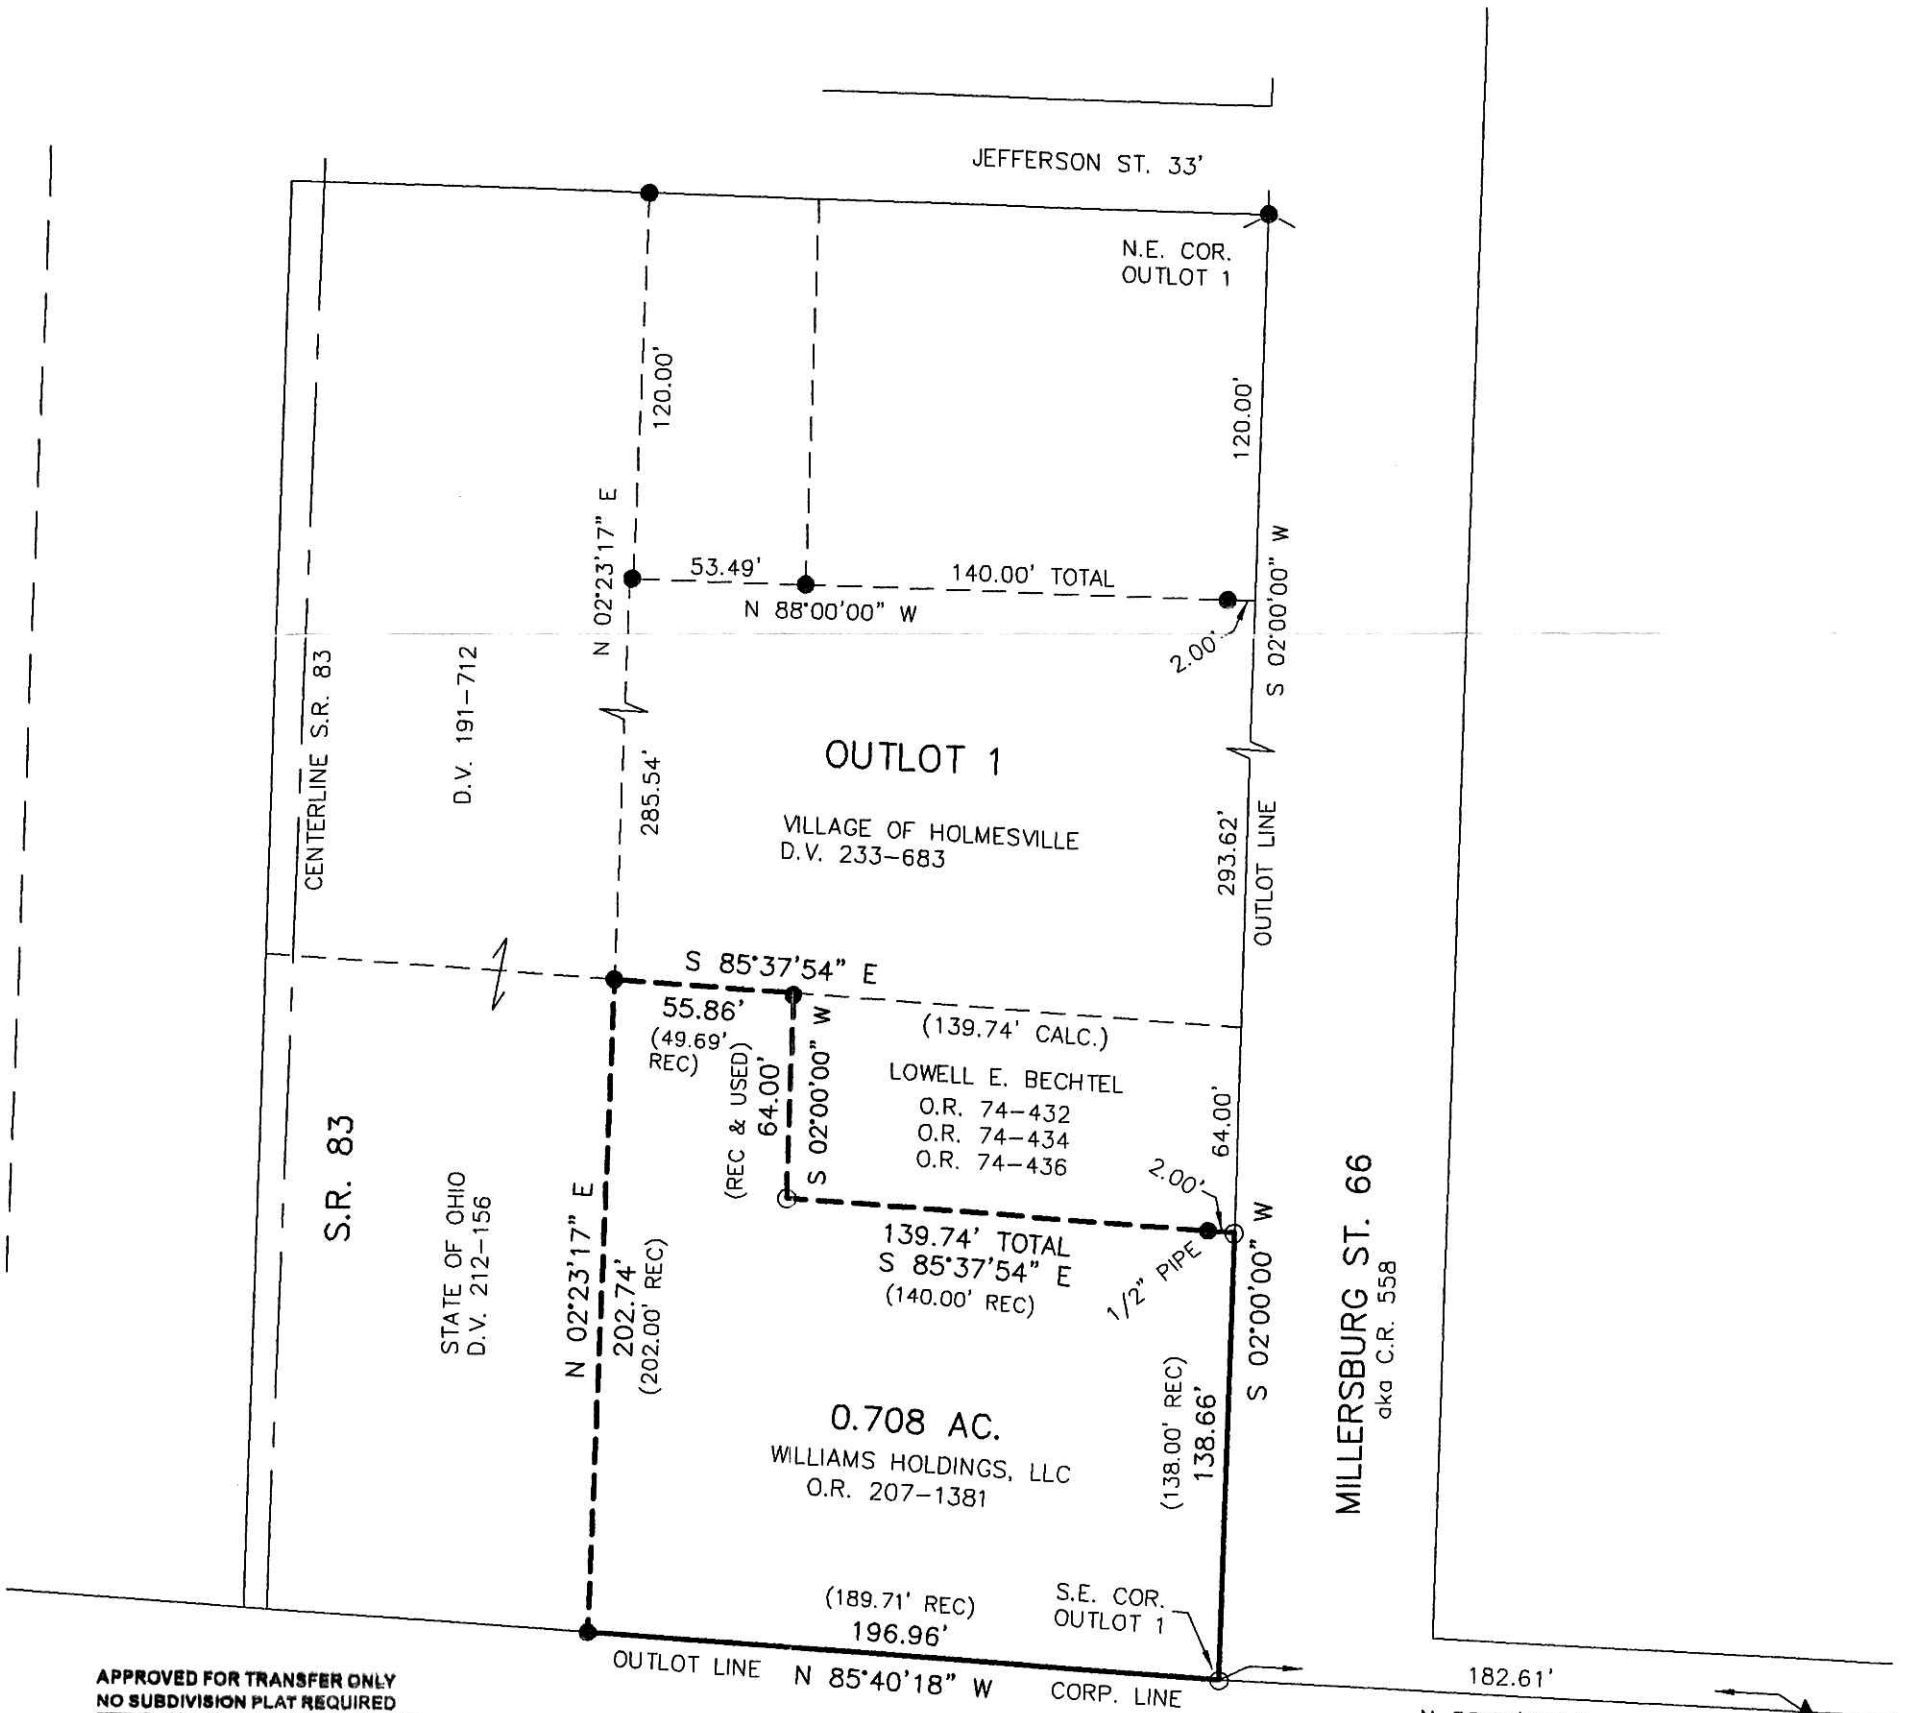 JEFFERSON ST. 33'
N.E. COR.
OUTLOT 1
120.00'
120.00'
N 02°23'17" E
53.49'
140.00' TOTAL
N 88°00'00" W
2.00'
S 02°00'00" W
CENTERLINE S.R. 83
D.V. 191-712
285.54'
OUTLOT 1
VILLAGE OF HOLMESVILLE
D.V. 233-683
293.62'
OUTLOT LINE
S 85°37'54" E
55.86'
(49.69'
REC)
(REC & USED)
64.00'
S 02°00'00" W
(139.74' CALC.)
LOWELL E. BECHTEL
O.R. 74-432
O.R. 74-434
O.R. 74-436
64.00'
2.00'
S.R. 83
STATE OF OHIO
D.V. 212-156
N 02°23'17" E
202.74'
(202.00' REC)
139.74' TOTAL
S 85°37'54" E
(140.00' REC)
1/2" PIPE
S 02°00'00" W
MILLERSBURG ST. 66
aka C.R. 558
(138.00' REC)
138.66'
0.708 AC.
WILLIAMS HOLDINGS, LLC
O.R. 207-1381
(189.71' REC)
196.96'
S.E. COR.
OUTLOT 1
OUTLOT LINE N 85°40'18" W CORP. LINE
182.61'
APPROVED FOR TRANSFER ONLY
NO SUBDIVISION PLAT REQUIRED